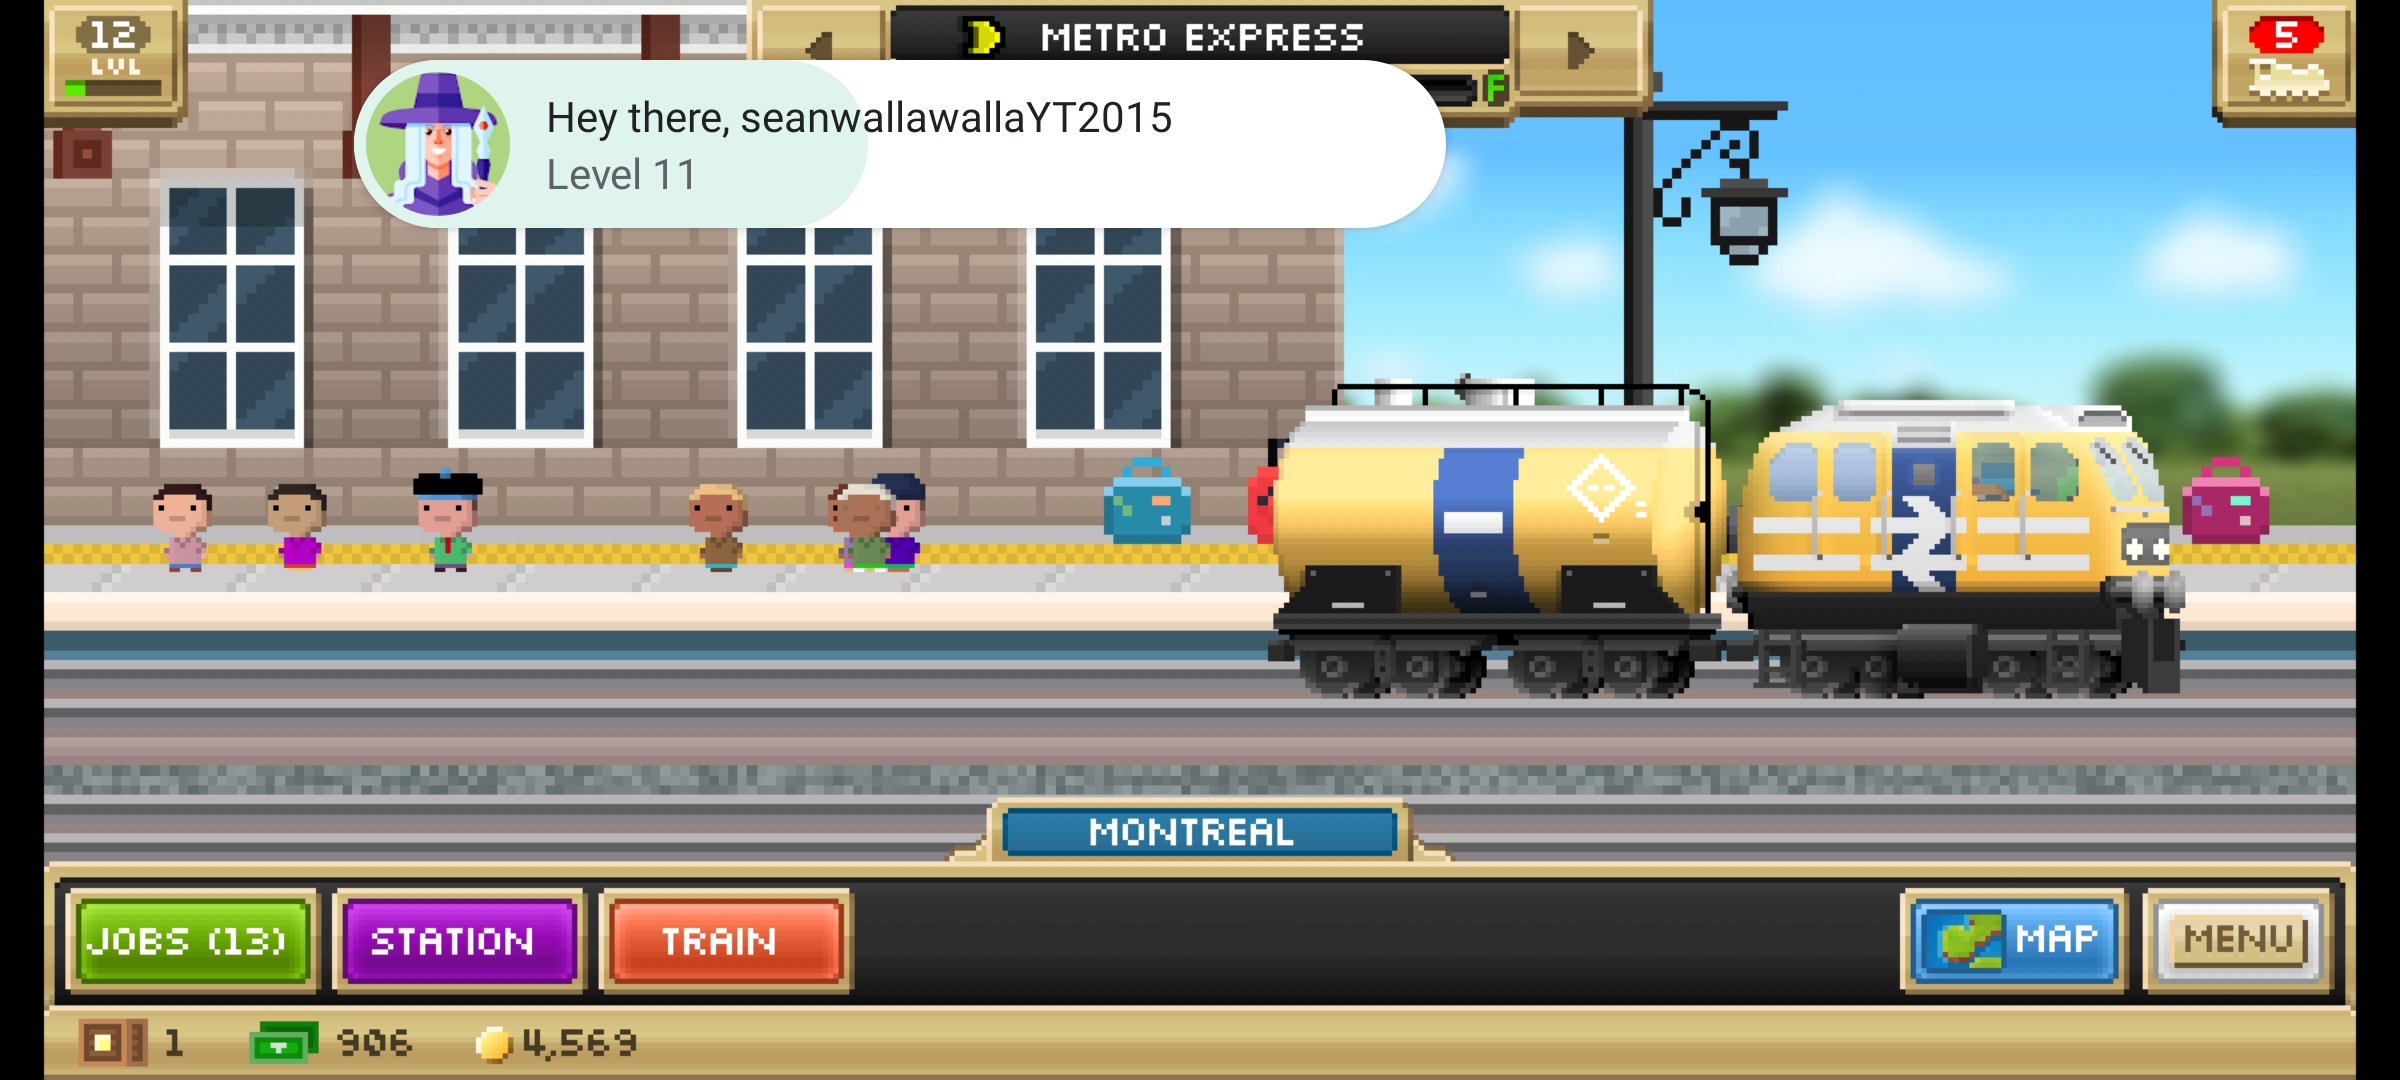 12
LVL
METRO EXPRESS
F
5
Hey there, seanwallawallaYT2015
Level 11
MONTREAL
JOBS (13)
STATION
TRAIN
MAP
MENU
1
906
4,569